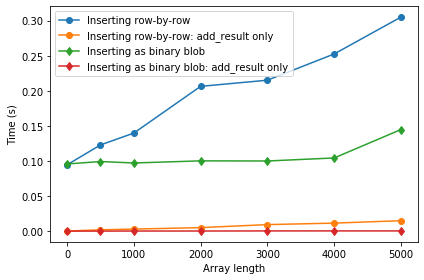 Inserting row-by-row
Inserting row-by-row: add_result only
Inserting as binary blob
Inserting as binary blob: add_result only
0.30
0.25
0.20
0.15
0.10
0.05
0.00
Time (s)
0 1000 2000 3000 4000 5000
Array length